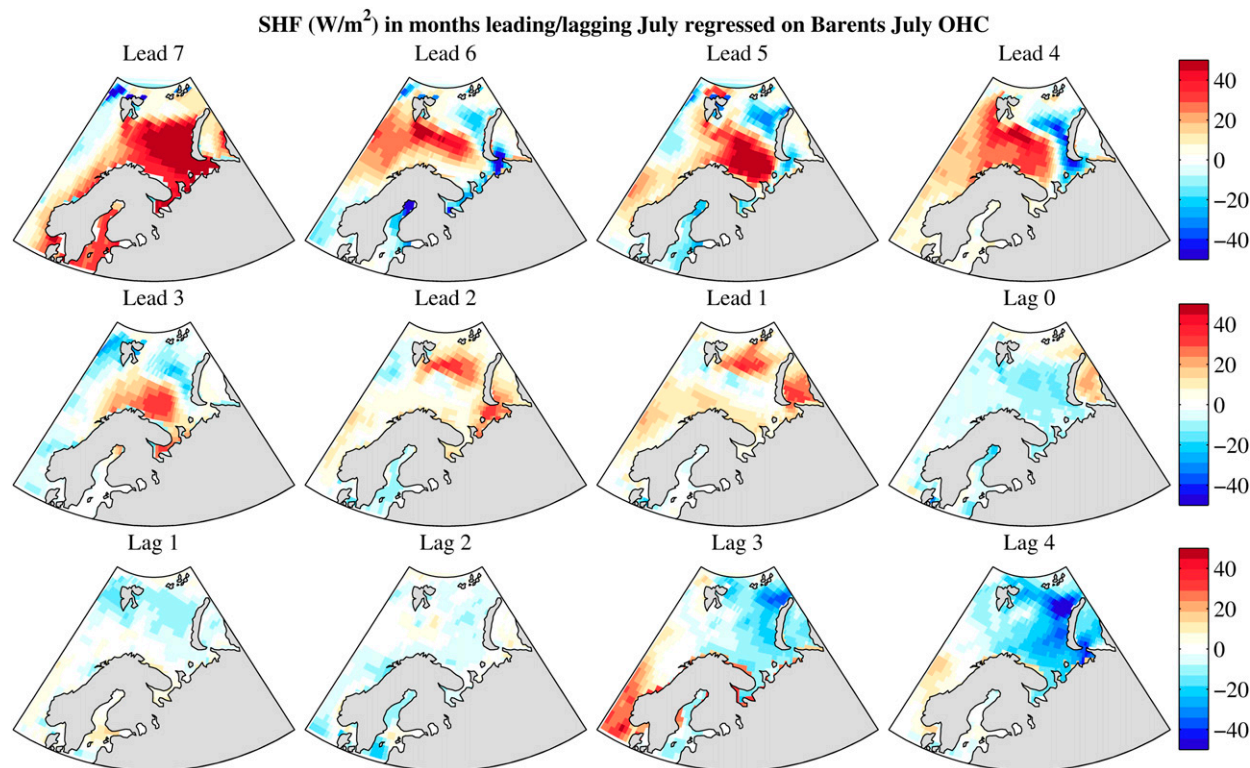 SHF (W/m²) in months leading/lagging July regressed on Barents July OHC
Lead 7
Lead 6
Lead 5
Lead 4
40
20
0
−20
−40
Lead 3
Lead 2
Lead 1
Lag 0
40
20
0
−20
−40
Lag 1
Lag 2
Lag 3
Lag 4
40
20
0
−20
−40